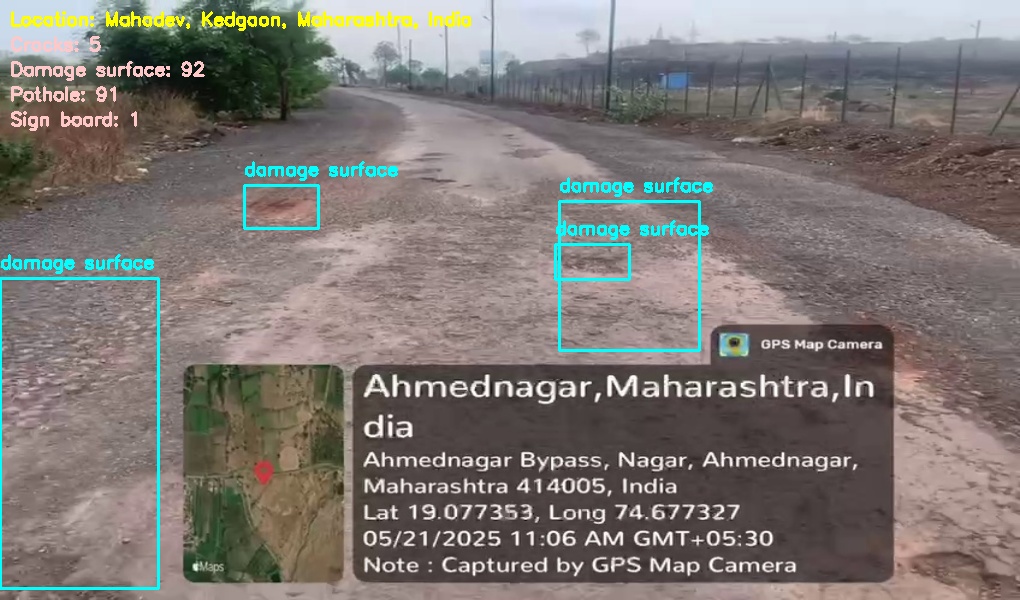 Location: Mahadev, Kedgaon, Maharashtra, India
Cracks: 5
Damage surface: 92
Pothole: 91
Sign board: 1
damage surface
damage surface
damage surface
damage surface
GPS Map Camera
Ahmednagar,Maharashtra,In
dia
Ahmednagar Bypass, Nagar, Ahmednagar,
Maharashtra 414005, India
Lat 19.077353, Long 74.677327
05/21/2025 11:06 AM GMT+05:30
Note : Captured by GPS Map Camera
Maps